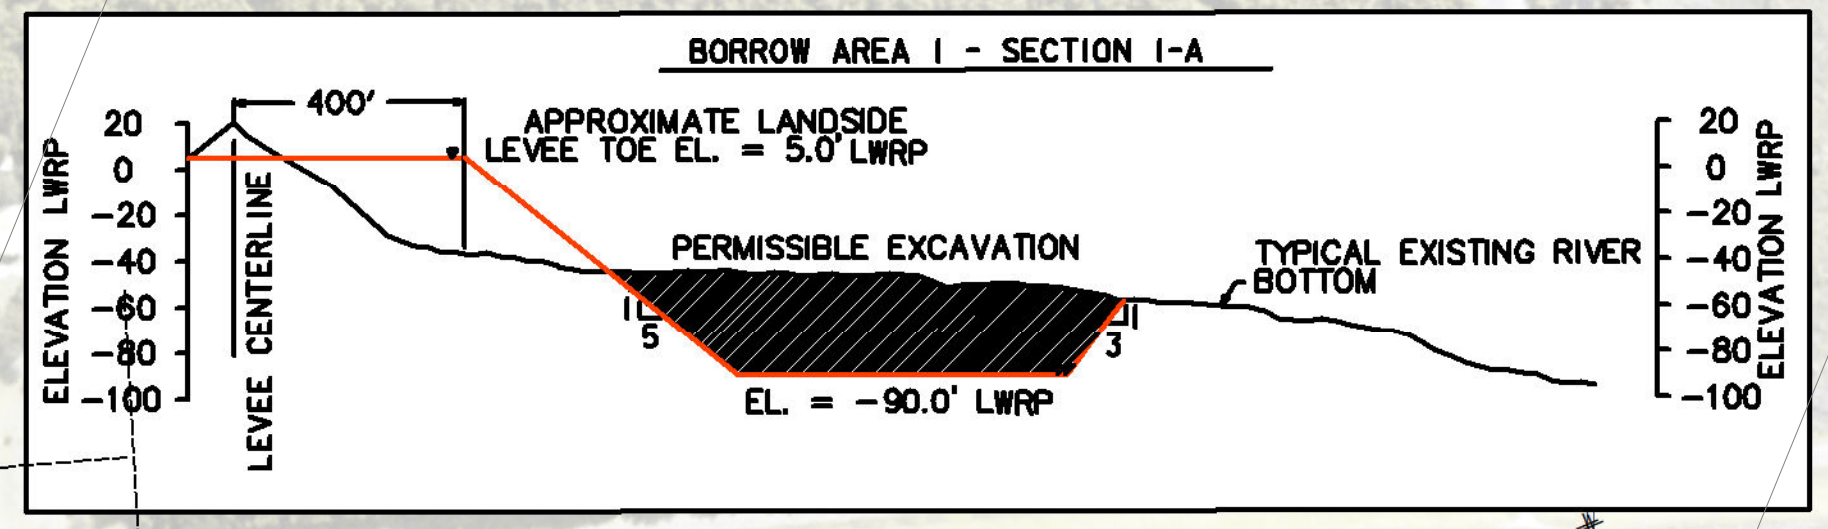 BORROW AREA 1 - SECTION 1-A
400'
APPROXIMATE LANDSIDE
LEVEE TOE EL. = 5.0' LWRP
20
0
-20
-40
-60
-80
-100
ELEVATION LWRP
LEVEE CENTERLINE
PERMISSIBLE EXCAVATION
1
5
1
3
EL. = -90.0' LWRP
TYPICAL EXISTING RIVER
BOTTOM
20
0
-20
-40
-60
-80
-100
ELEVATION LWRP